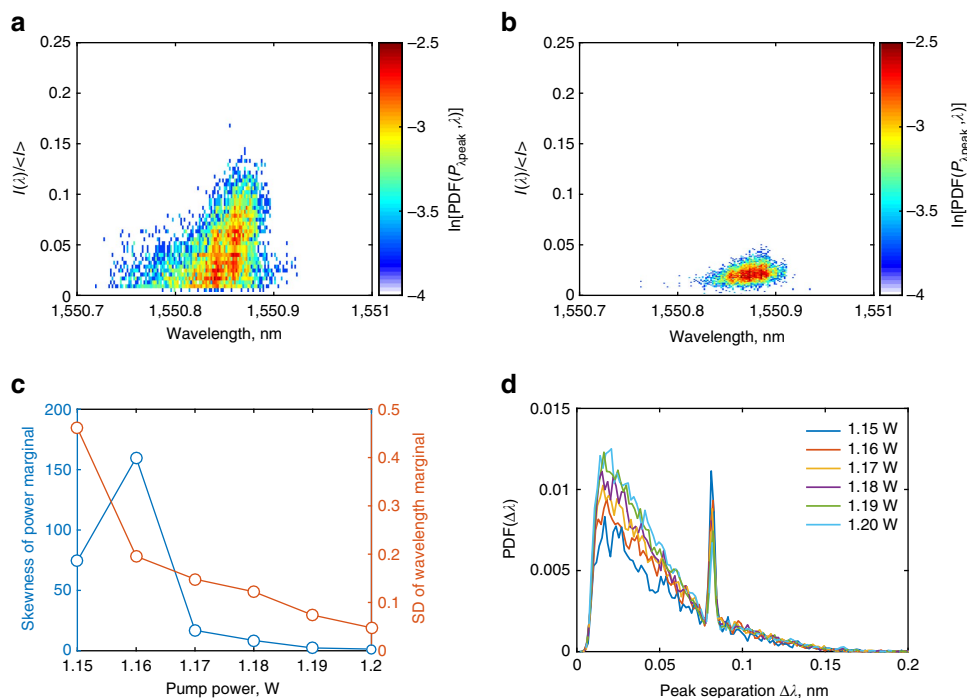 a
0.25
0.2
0.15
0.1
0.05
0
I(λ)/<I>
1,550.7
1,550.8
1,550.9
1,551
Wavelength, nm
–2.5
–3
–3.5
–4
ln[PDF(Pλpeak,λ)]
b
0.25
0.2
0.15
0.1
0.05
0
I(λ)/<I>
1,550.7
1,550.8
1,550.9
1,551
Wavelength, nm
–2.5
–3
–3.5
–4
ln[PDF(Pλpeak,λ)]
c
200
150
100
50
0
Skewness of power marginal
1.15
1.16
1.17
1.18
1.19
1.2
Pump power, W
0.5
0.4
0.3
0.2
0.1
0
SD of wavelength marginal
d
0.015
0.01
0.005
0
PDF(Δλ)
0
0.05
0.1
0.15
0.2
Peak separation Δλ, nm
1.15 W
1.16 W
1.17 W
1.18 W
1.19 W
1.20 W